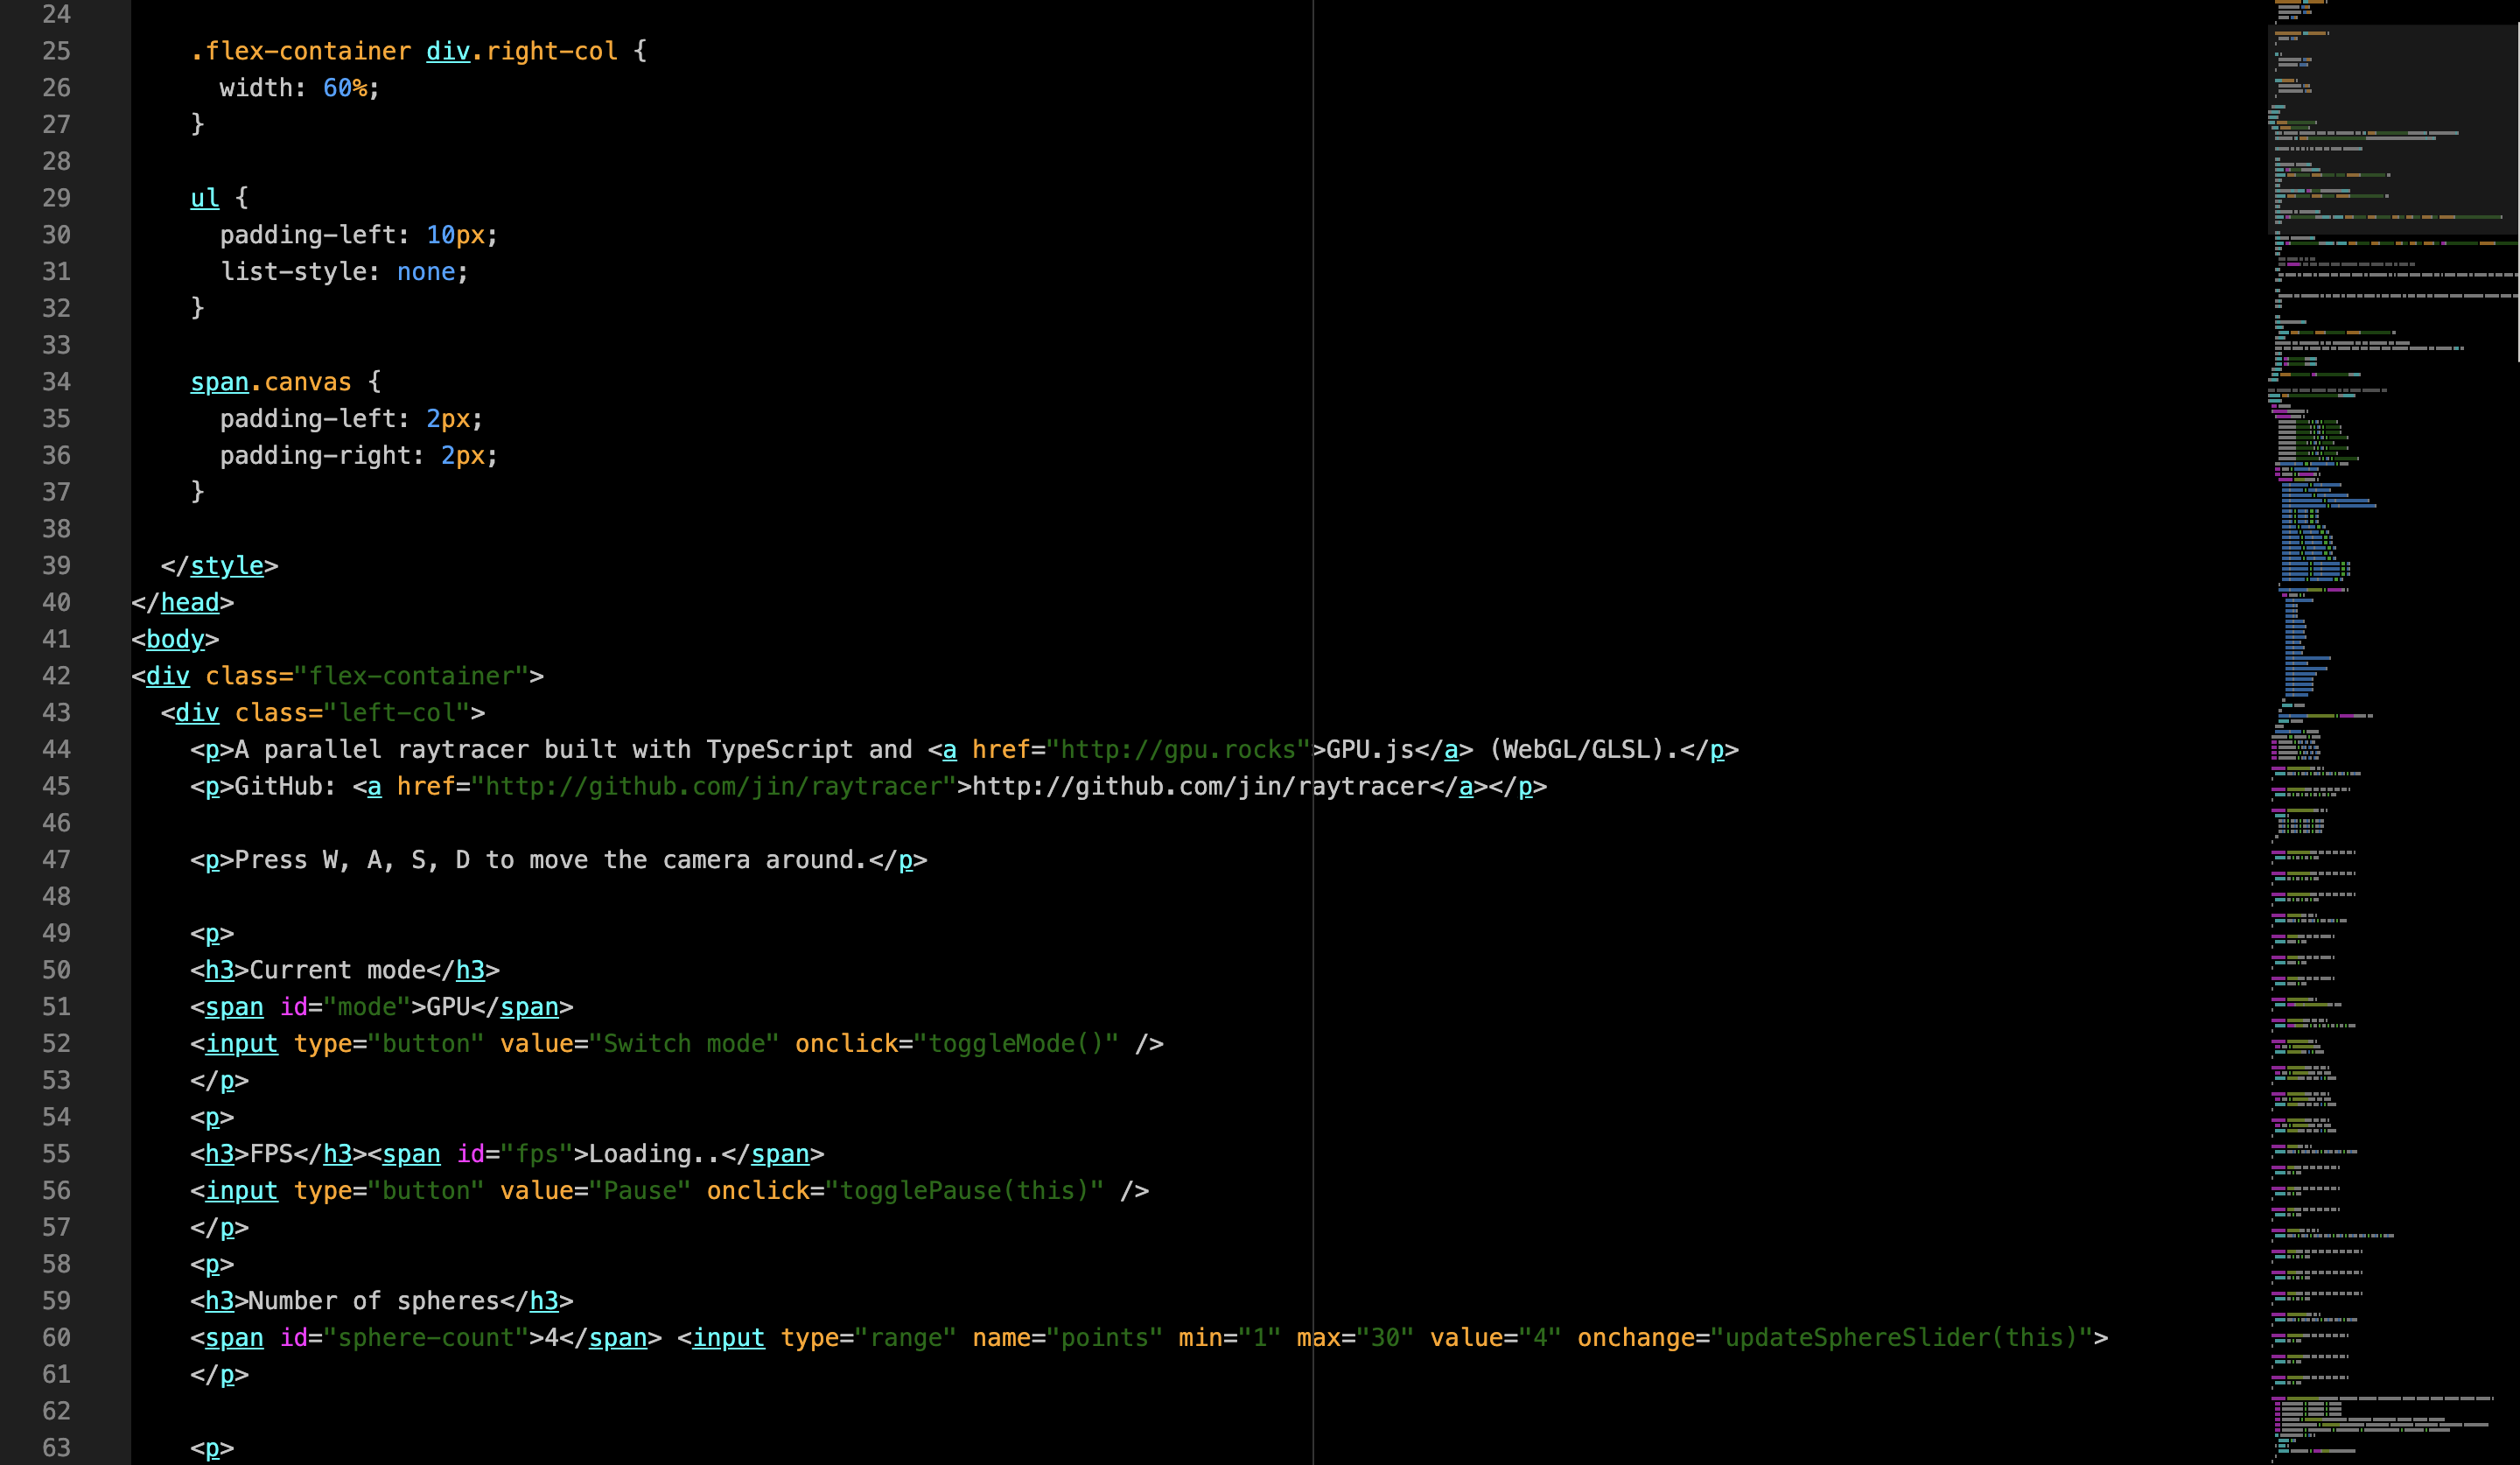 24
25 .flex-container div.right-col {
26 width: 60%;
27 }
28
29 ul {
30 padding-left: 10px;
31 list-style: none;
32 }
33
34 span.canvas {
35 padding-left: 2px;
36 padding-right: 2px;
37 }
38
39 </style>
40 </head>
41 <body>
42 <div class="flex-container">
43 <div class="left-col">
44 <p>A parallel raytracer built with TypeScript and <a href="http://gpu.rocks">GPU.js</a> (WebGL/GLSL).</p>
45 <p>GitHub: <a href="http://github.com/jin/raytracer">http://github.com/jin/raytracer</a></p>
46
47 <p>Press W, A, S, D to move the camera around.</p>
48
49 <p>
50 <h3>Current mode</h3>
51 <span id="mode">GPU</span>
52 <input type="button" value="Switch mode" onclick="toggleMode()" />
53 </p>
54 <p>
55 <h3>FPS</h3><span id="fps">Loading..</span>
56 <input type="button" value="Pause" onclick="togglePause(this)" />
57 </p>
58 <p>
59 <h3>Number of spheres</h3>
60 <span id="sphere-count">4</span> <input type="range" name="points" min="1" max="30" value="4" onchange="updateSphereSlider(this)">
61 </p>
62
63 <p>